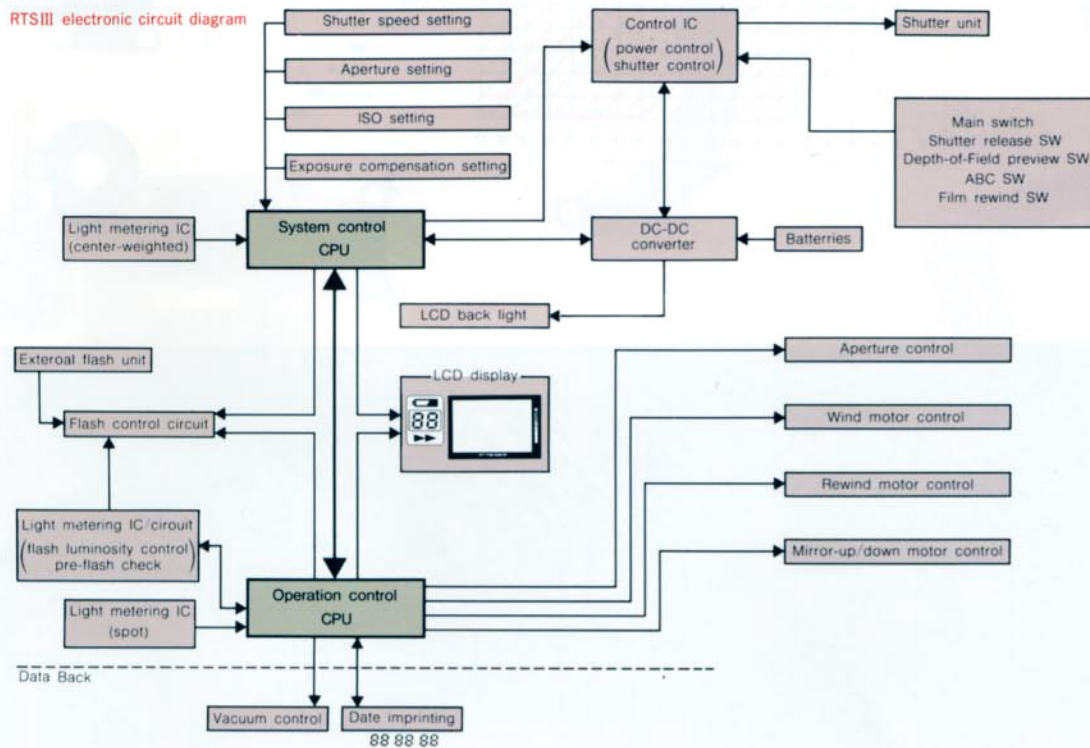 RTSIII electronic circuit diagram
Shutter speed setting
Aperture setting
ISO setting
Exposure compensation setting
Control IC
(power control
shutter control)
Shutter unit
Main switch
Shutter release SW
Depth-of-Field preview SW
ABC SW
Film rewind SW
Light metering IC
(center-weighted)
System control
CPU
DC-DC
converter
Batterries
LCD back light
Exteroal flash unit
Flash control circuit
LCD display
88
Aperture control
Wind motor control
Rewind motor control
Mirror-up/down motor control
Light metering IC/cirouit
(flash luminosity control
pre-flash check)
Light metering IC
(spot)
Operation control
CPU
Data Back
Vacuum control
Date imprinting
88 88 88